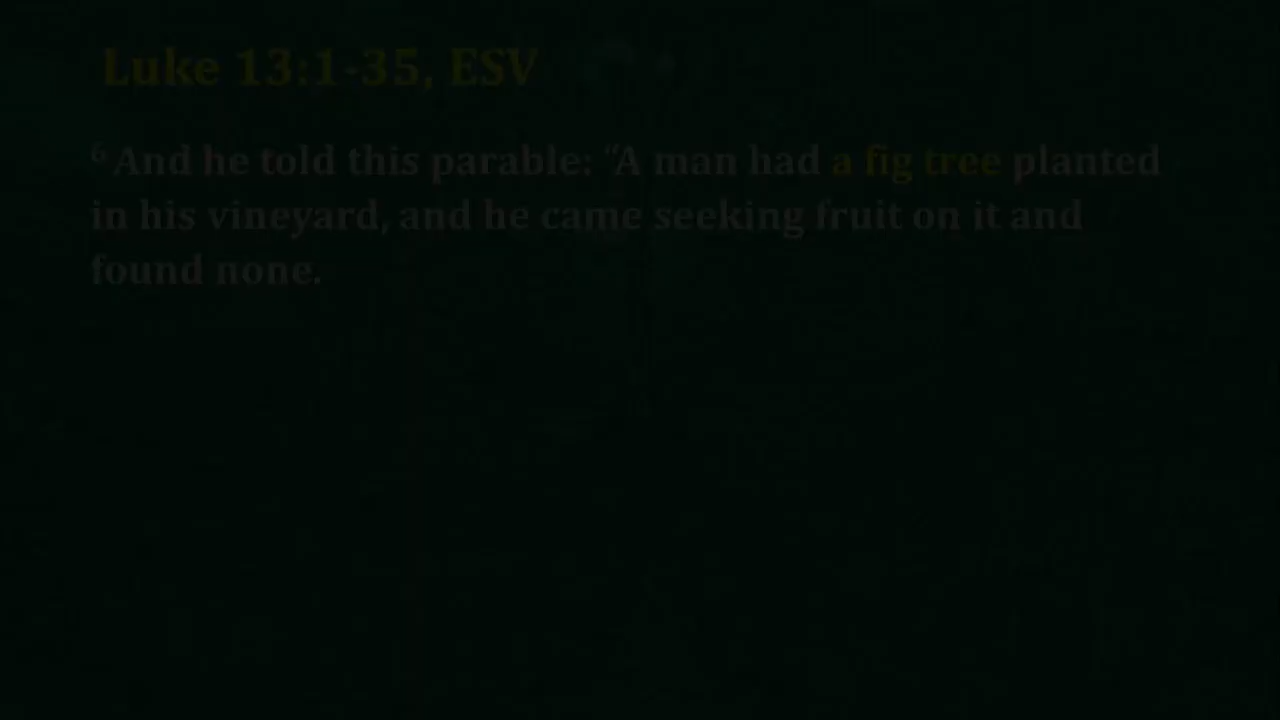 Luke 13:1-35, ESV
⁶ And he told this parable: “A man had a fig tree planted
in his vineyard, and he came seeking fruit on it and
found none.